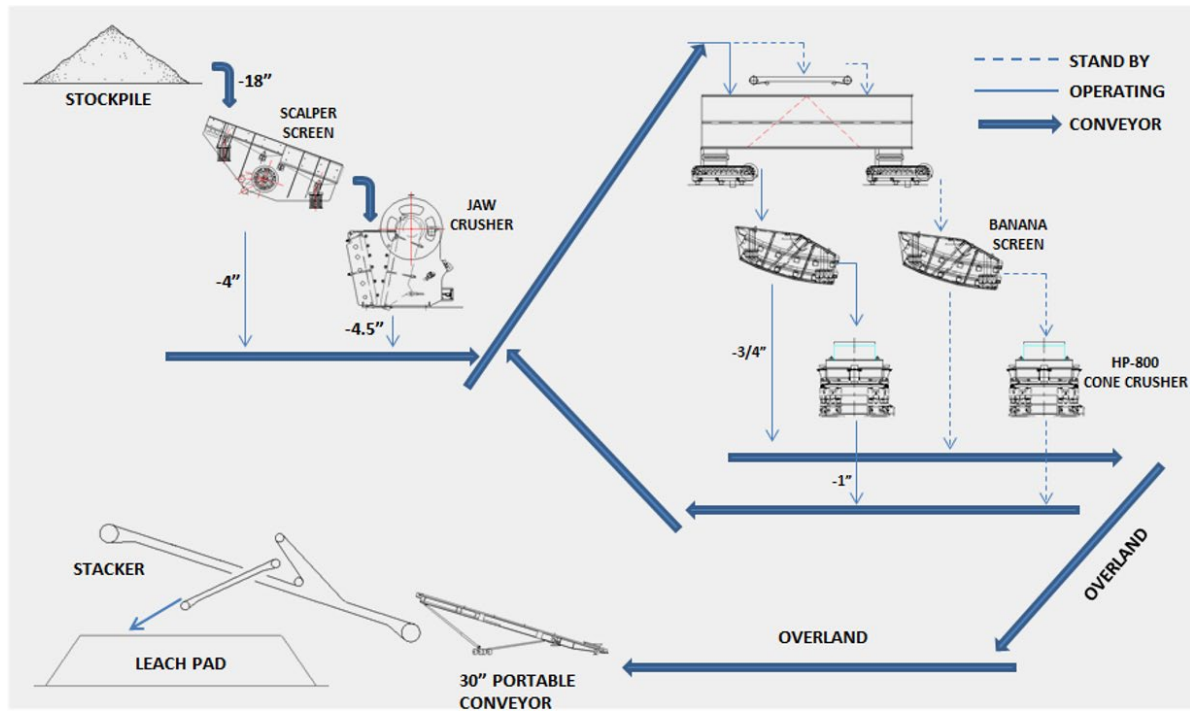 STOCKPILE
-18”
SCALPER
SCREEN
JAW
CRUSHER
-4”
-4.5”
STAND BY
OPERATING
CONVEYOR
BANANA
SCREEN
-3/4”
HP-800
CONE CRUSHER
-1”
OVERLAND
OVERLAND
STACKER
LEACH PAD
30” PORTABLE
CONVEYOR